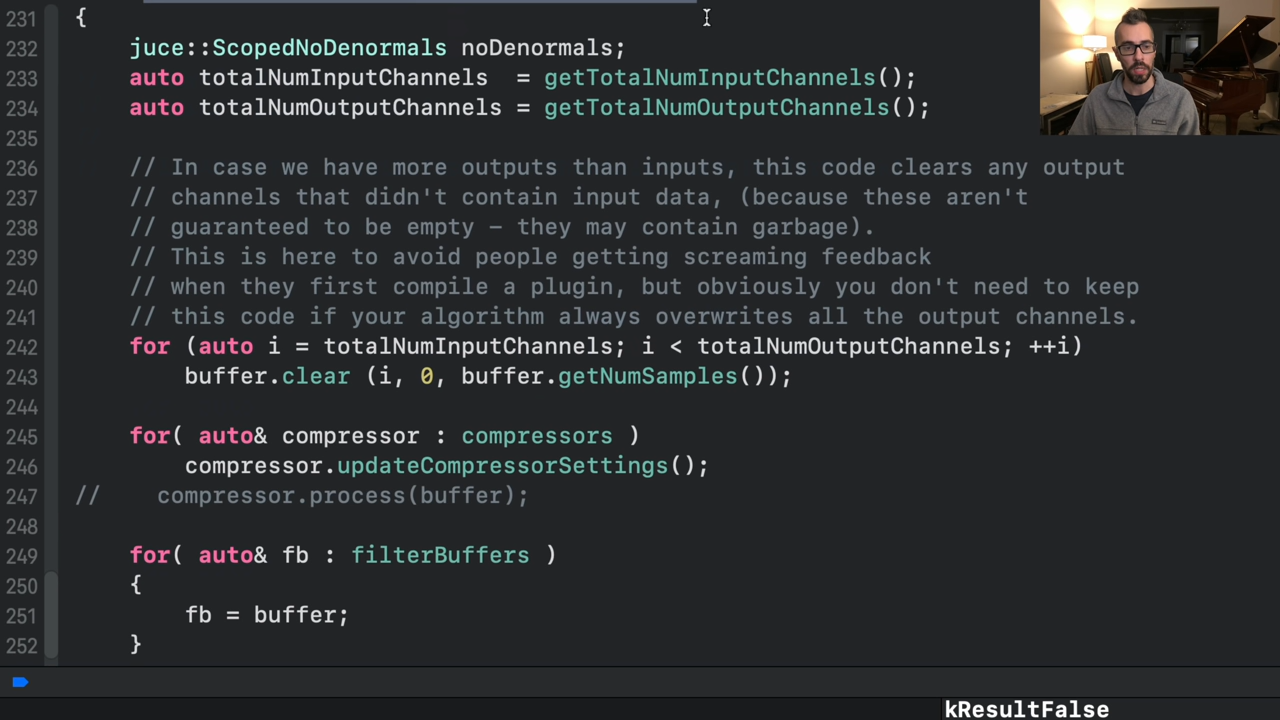 231 {
232     juce::ScopedNoDenormals noDenormals;
233     auto totalNumInputChannels  = getTotalNumInputChannels();
234     auto totalNumOutputChannels = getTotalNumOutputChannels();
235
236     // In case we have more outputs than inputs, this code clears any output
237     // channels that didn't contain input data, (because these aren't
238     // guaranteed to be empty – they may contain garbage).
239     // This is here to avoid people getting screaming feedback
240     // when they first compile a plugin, but obviously you don't need to keep
241     // this code if your algorithm always overwrites all the output channels.
242     for (auto i = totalNumInputChannels; i < totalNumOutputChannels; ++i)
243         buffer.clear (i, 0, buffer.getNumSamples());
244
245     for( auto& compressor : compressors )
246         compressor.updateCompressorSettings();
247 //    compressor.process(buffer);
248
249     for( auto& fb : filterBuffers )
250     {
251         fb = buffer;
252     }
kResultFalse